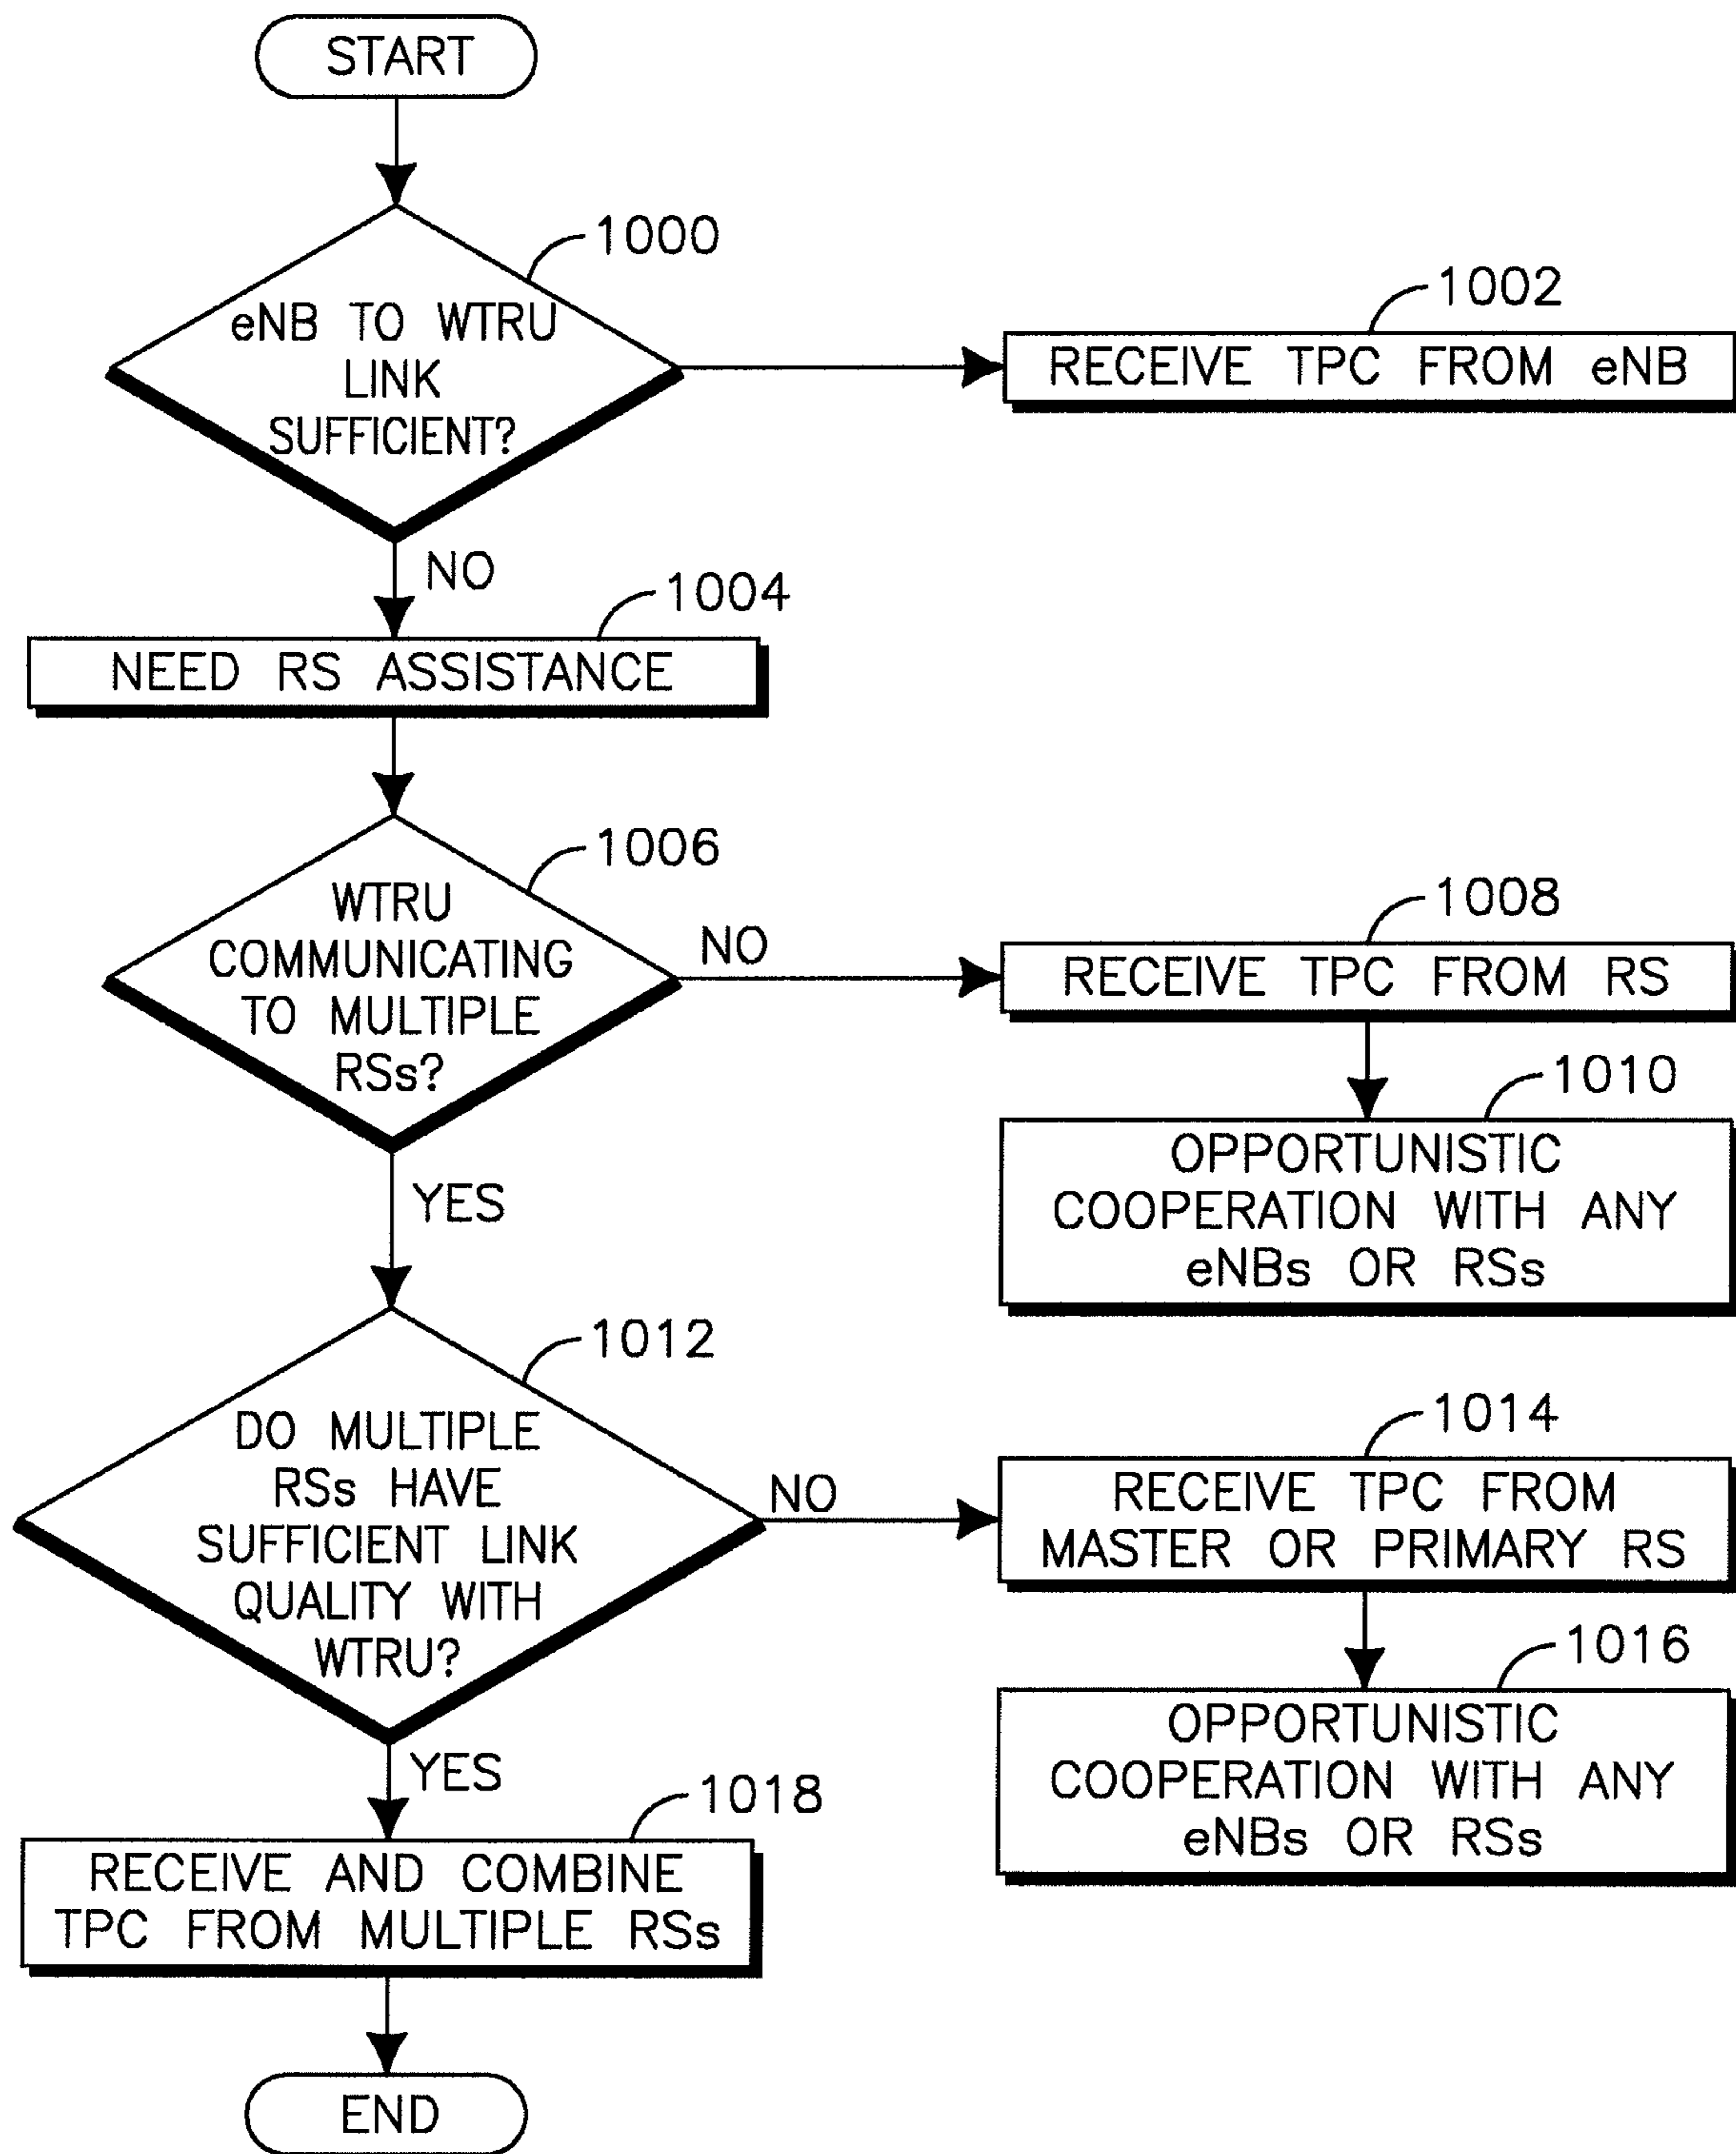 START
1000
eNB TO WTRU
LINK
SUFFICIENT?
1002
RECEIVE TPC FROM eNB
NO
1004
NEED RS ASSISTANCE
1006
WTRU
COMMUNICATING
TO MULTIPLE
RSs?
NO
1008
RECEIVE TPC FROM RS
1010
OPPORTUNISTIC
COOPERATION WITH ANY
eNBs OR RSs
YES
1012
DO MULTIPLE
RSs HAVE
SUFFICIENT LINK
QUALITY WITH
WTRU?
NO
1014
RECEIVE TPC FROM
MASTER OR PRIMARY RS
1016
OPPORTUNISTIC
COOPERATION WITH ANY
eNBs OR RSs
YES
1018
RECEIVE AND COMBINE
TPC FROM MULTIPLE RSs
END